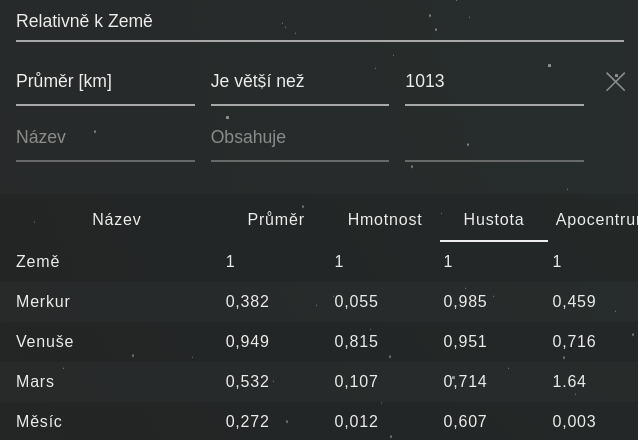 Relativně k Země
Průměr [km] Je větší než 1013
Název Obsahuje
Název Průměr Hmotnost Hustota Apocentru
Země 1 1 1 1
Merkur 0,382 0,055 0,985 0,459
Venuše 0,949 0,815 0,951 0,716
Mars 0,532 0,107 0,714 1.64
Měsíc 0,272 0,012 0,607 0,003